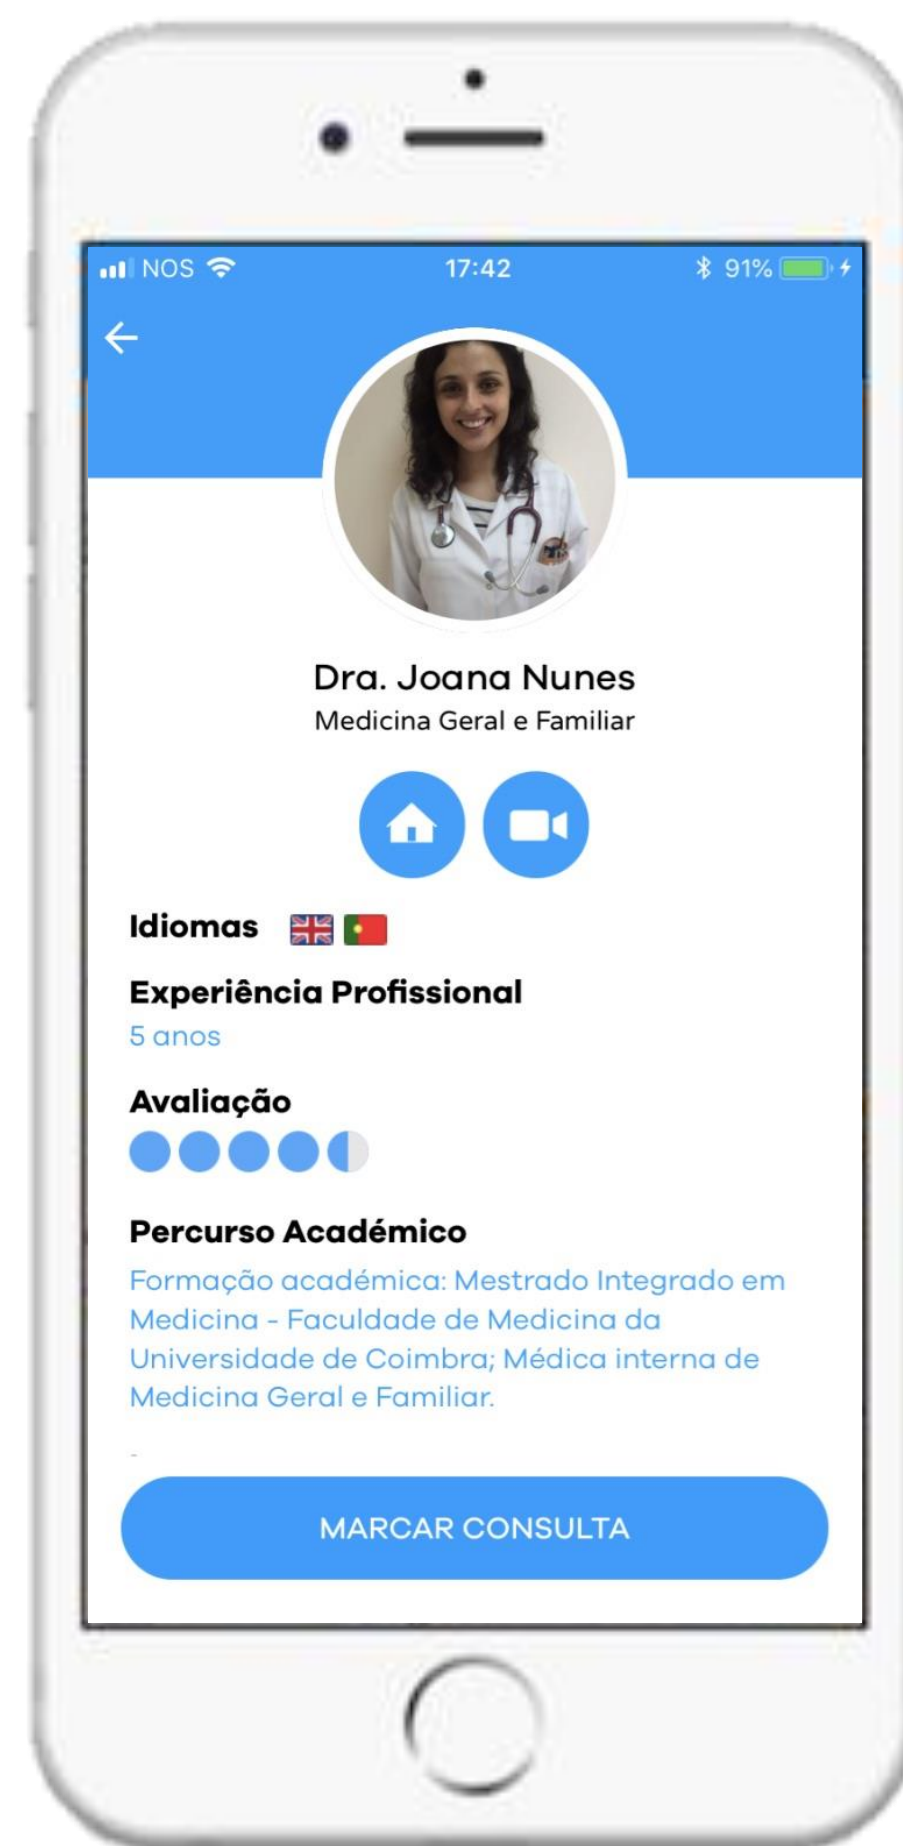 NOS
17:42
91%
Dra. Joana Nunes
Medicina Geral e Familiar
Idiomas
Experiência Profissional
5 anos
Avaliação
Percurso Académico
Formação académica: Mestrado Integrado em
Medicina - Faculdade de Medicina da
Universidade de Coimbra; Médica interna de
Medicina Geral e Familiar.
-
MARCAR CONSULTA